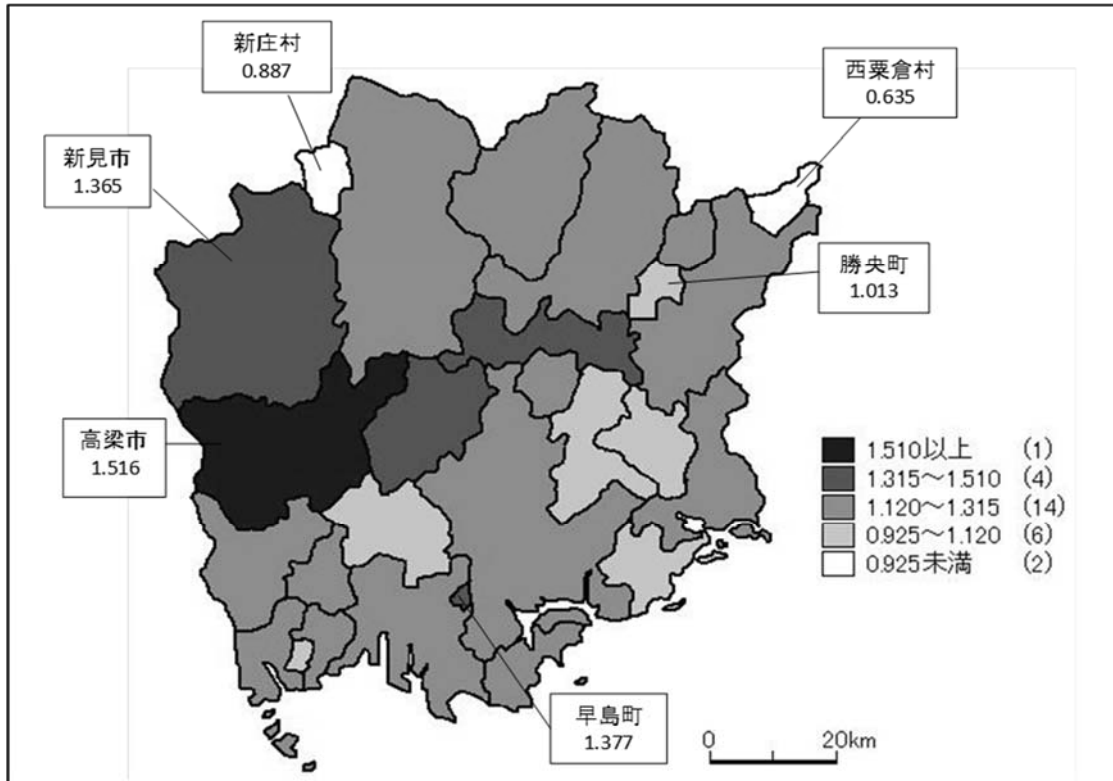 新庄村
0.887
西粟倉村
0.635
新見市
1.365
勝央町
1.013
高梁市
1.516
1.510以上 (1)
1.315～1.510 (4)
1.120～1.315 (14)
0.925～1.120 (6)
0.925未満 (2)
早島町
1.377
0 20km